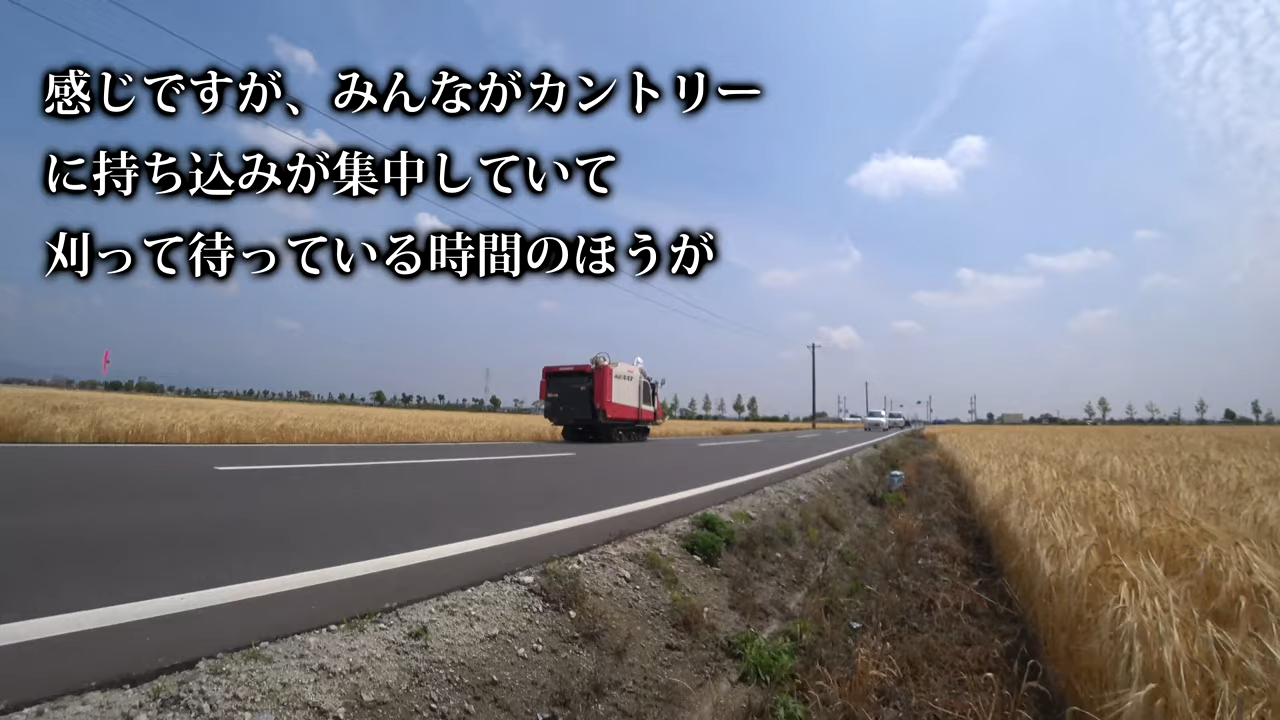 感じですが、みんながカントリー
に持ち込みが集中していて
刈って待っている時間のほうが